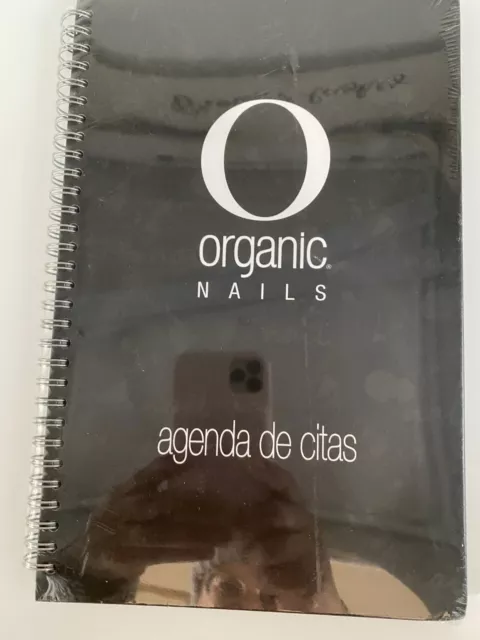 O
organic®
NAILS
agenda de citas